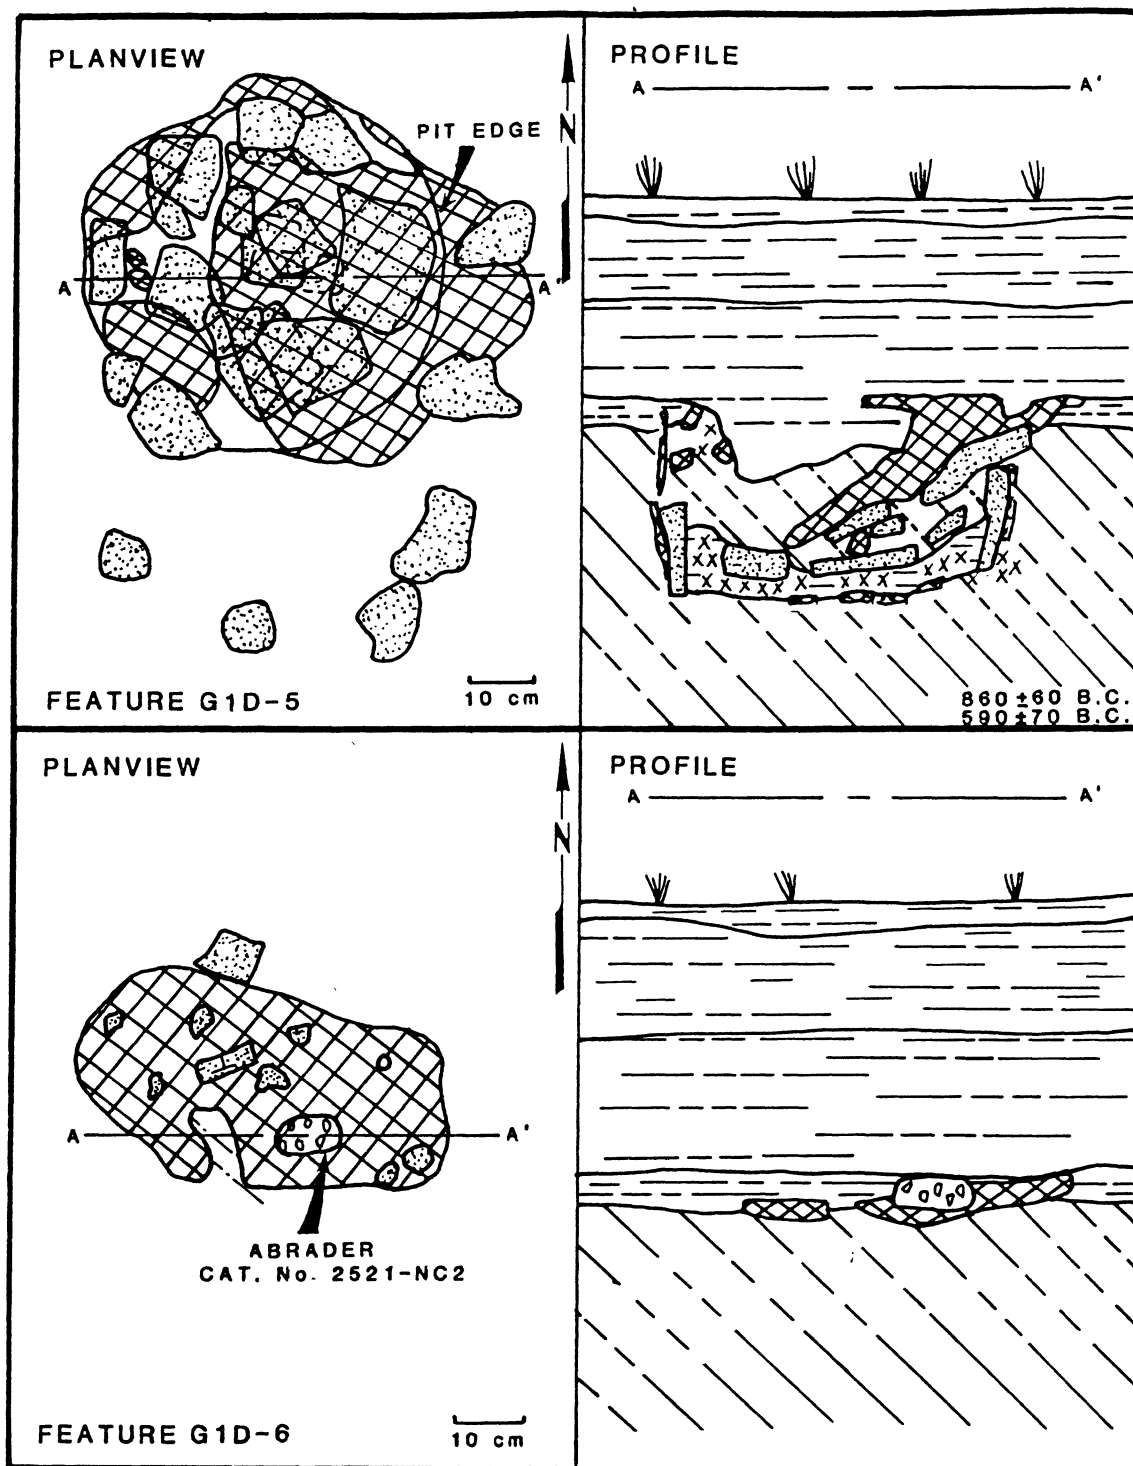 PLANVIEW
PIT EDGE
N
A A'
FEATURE G1D-5
10 cm
PROFILE
A A'
860 ±60 B.C.
590 ±70 B.C.
PLANVIEW
N
A A'
ABRADER
CAT. No. 2521-NC2
FEATURE G1D-6
10 cm
PROFILE
A A'